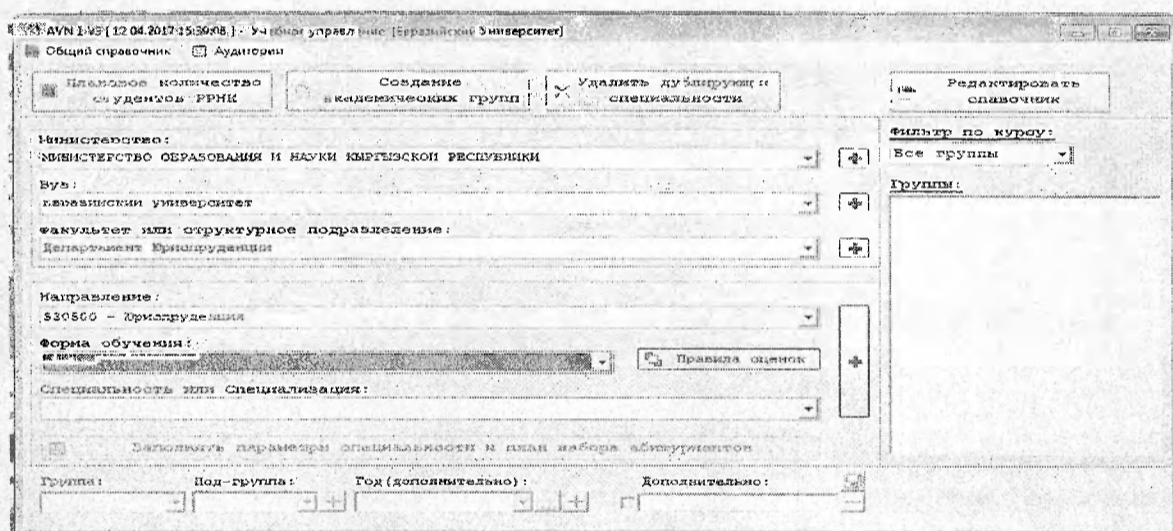 AVN 1-V3 [ 12.04.2017 15:39:08 ] - Учебное управление [Евразийский Университет]
Общий справочник Аудитории
Плановое количество студентов РРНК
Создание академических групп
Удалить дублирующие специальности
Редактировать спавочник
Министерство:
МИНИСТЕРСТВО ОБРАЗОВАНИЯ И НАУКИ КЫРГЫЗСКОЙ РЕСПУБЛИКИ
Вуз:
Евразийский университет
Факультет или структурное подразделение:
Департамент Юриспруденции
Направление:
530500 - Юриспруденция
Форма обучения:
Правила оценок
Специальность или Специализация:
Заполнить параметры специальности и план набора абитуриентов
Группа: Под-группа: Год(дополнительно): Дополнительно:
Фильтр по курсу:
Все группы
Группы: